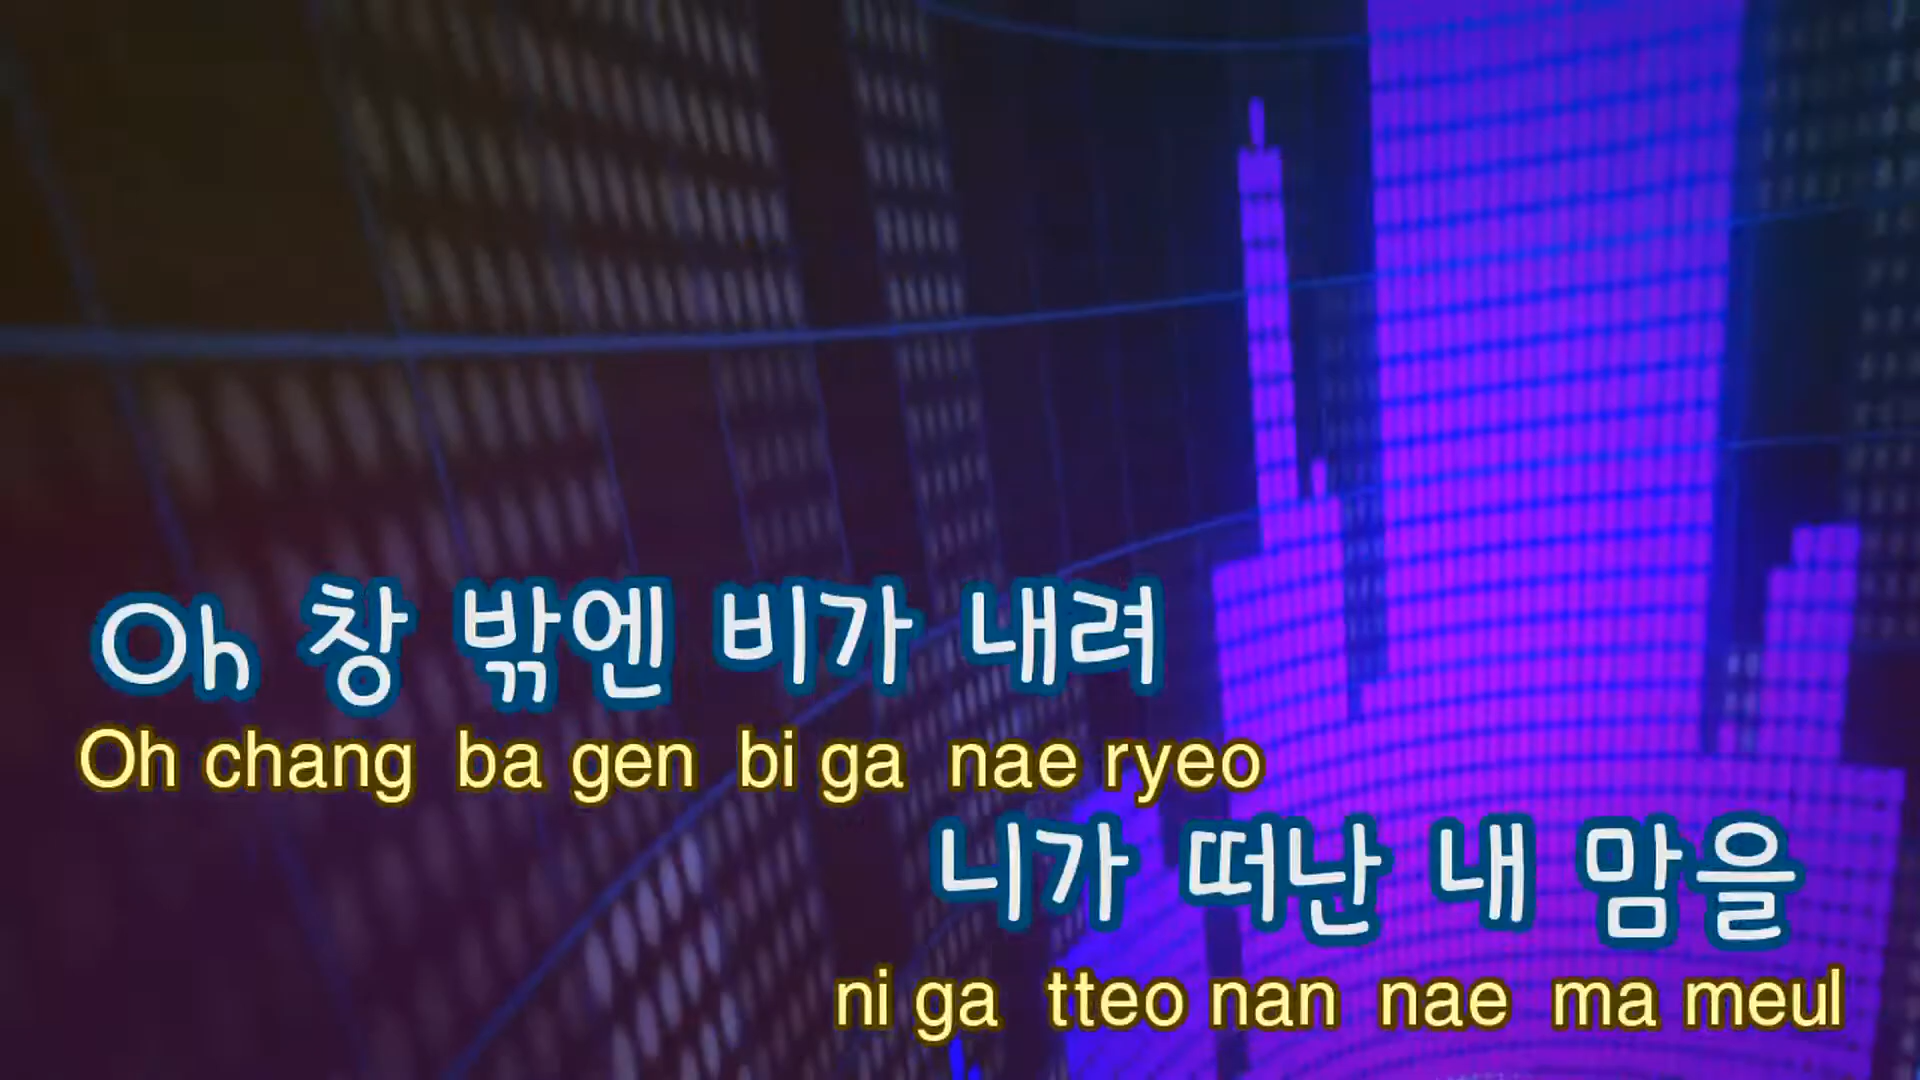 Oh 창 밖엔 비가 내려
Oh chang ba gen bi ga nae ryeo
니가 떠난 내 맘을
ni ga tteo nan nae ma meul